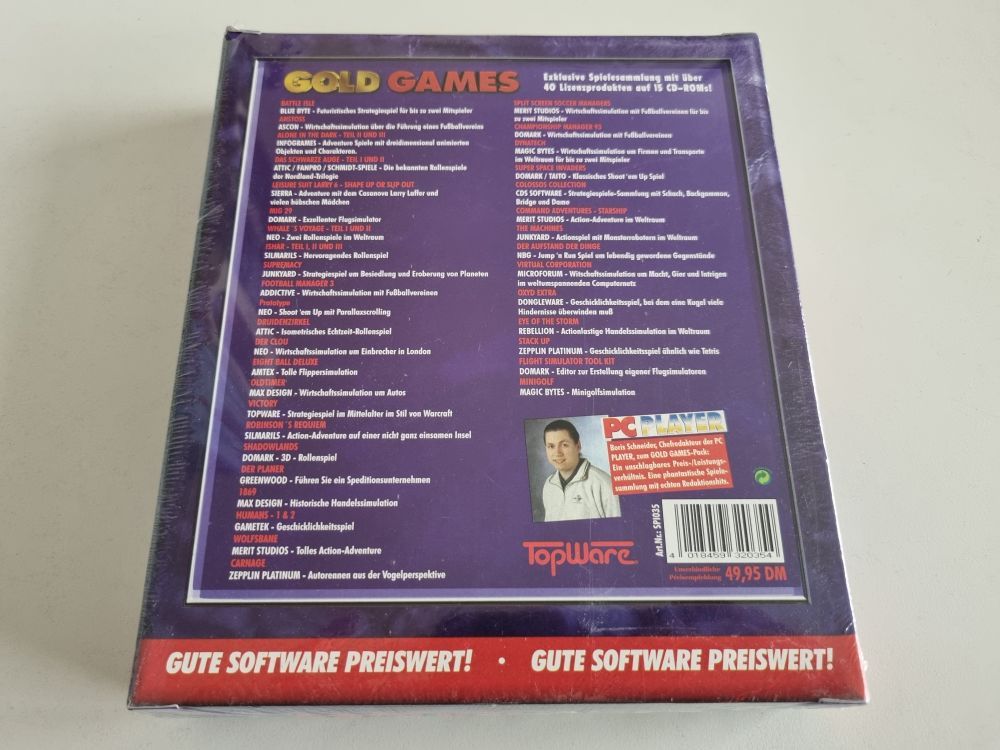 GOLD GAMES
Exklusive Spielesammlung mit über
40 Lizenzprodukten auf 15 CD-ROMs!
BATTLE ISLE
BLUE BYTE - Futuristisches Strategiespiel für bis zu zwei Mitspieler
ANSTOSS
ASCON - Wirtschaftssimulation über die Führung eines Fußballvereins
ALONE IN THE DARK - TEIL II UND III
INFOGRAMES - Adventure Spiele mit dreidimensional animierten
Objekten und Charakteren.
DAS SCHWARZE AUGE - TEIL I UND II
ATTIC / FANPRO / SCHMIDT-SPIELE - Die bekannten Rollenspiele
der Nordland-Trilogie
LEISURE SUIT LARRY 6 - SHAPE UP OR SLIP OUT
SIERRA - Adventure mit dem Casanova Larry Laffer und
vielen hübschen Mädchen
MIG 29
DOMARK - Exzellenter Flugsimulator
WHALE´S VOYAGE - TEIL I UND II
NEO - Zwei Rollenspiele im Weltraum
ISHAR - TEIL I, II UND III
SILMARILS - Hervoragendes Rollenspiel
SUPREMACY
JUNKYARD - Strategiespiel um Besiedlung und Eroberung von Planeten
FOOTBALL MANAGER 3
ADDICTIVE - Wirtschaftssimulation mit Fußballvereinen
Prototype
NEO - Shoot 'em Up mit Parallaxscrolling
DRUIDENZIRKEL
ATTIC - Isometrisches Echtzeit-Rollenspiel
DER CLOU
NEO - Wirtschaftssimulation um Einbrecher in London
EIGHT BALL DELUXE
AMTEX - Tolle Flippersimulation
OLDTIMER
MAX DESIGN - Wirtschaftssimulation um Autos
VICTORY
TOPWARE - Strategiespiel im Mittelalter im Stil von Warcraft
ROBINSON´S REQUIEM
SILMARILS - Action-Adventure auf einer nicht ganz einsamen Insel
SHADOWLANDS
DOMARK - 3D - Rollenspiel
DER PLANER
GREENWOOD - Führen Sie ein Speditionsunternehmen
1869
MAX DESIGN - Historische Handelssimulation
HUMANS - 1 & 2
GAMETEK - Geschicklichkeitsspiel
WOLFSBANE
MERIT STUDIOS - Tolles Action-Adventure
CARNAGE
ZEPPLIN PLATINUM - Autorennen aus der Vogelperspektive
SPLIT SCREEN SOCCER MANAGERS
MERIT STUDIOS - Wirtschaftssimulation mit Fußballvereinen für bis
zu zwei Mitspieler
CHAMPIONSHIP MANAGER 93
DOMARK - Wirtschaftssimulation mit Fußballvereinen
DYNATECH
MAGIC BYTES - Wirtschaftssimulation um Firmen und Transporte
im Weltraum für bis zu zwei Mitspieler
SUPER SPACE INVADERS
DOMARK / TAITO - Klassisches Shoot 'em Up Spiel
COLOSSOS COLLECTION
CDS SOFTWARE - Strategiespiele-Sammlung mit Schach, Backgammon,
Bridge und Dame
COMMAND ADVENTURES - STARSHIP
MERIT STUDIOS - Action-Adventure im Weltraum
THE MACHINES
JUNKYARD - Actionspiel mit Monsterrobotern im Weltraum
DER AUFSTAND DER DINGE
NBG - Jump 'n Run Spiel um lebendig gewordene Gegenstände
VIRTUAL CORPORATION
MICROFORUM - Witschaftssimulation um Macht, Gier und Intrigen
im weltumspannenden Computernetz
OXYD EXTRA
DONGLEWARE - Geschicklichkeitsspiel, bei dem eine Kugel viele
Hindernisse überwinden muß
EYE OF THE STORM
REBELLION - Actionlastige Handelssimulation im Weltraum
STACK UP
ZEPPLIN PLATINUM - Geschicklichkeitsspiel ähnlich wie Tetris
FLIGHT SIMULATOR TOOL KIT
DOMARK - Editor zur Erstellung eigener Flugsimulatoren
MINIGOLF
MAGIC BYTES - Minigolfsimulation
PC PLAYER
Boris Schneider, Chefredakteur der PC
PLAYER, zum GOLD GAMES-Pack:
Ein unschlagbares Preis-/Leistungs-
verhältnis. Eine phantastische Spiele-
sammlung mit echten Redaktionshits.
TopWare
Art.Nr.: SPI035
4 018459 320354
Unverbindliche
Preisempfehlung
49,95 DM
GUTE SOFTWARE PREISWERT! • GUTE SOFTWARE PREISWERT!